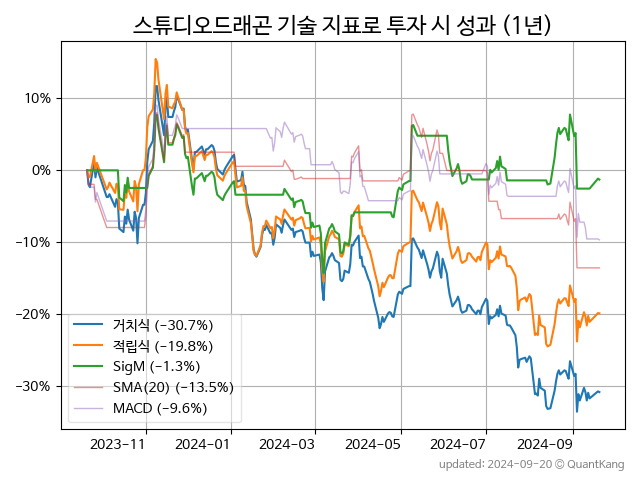 스튜디오드래곤 기술 지표로 투자 시 성과 (1년)
10%
0%
−10%
−20%
−30%
거치식 (−30.7%)
적립식 (−19.8%)
SigM (−1.3%)
SMA(20) (−13.5%)
MACD (−9.6%)
2023-11 2024-01 2024-03 2024-05 2024-07 2024-09
updated: 2024-09-20 © QuantKang